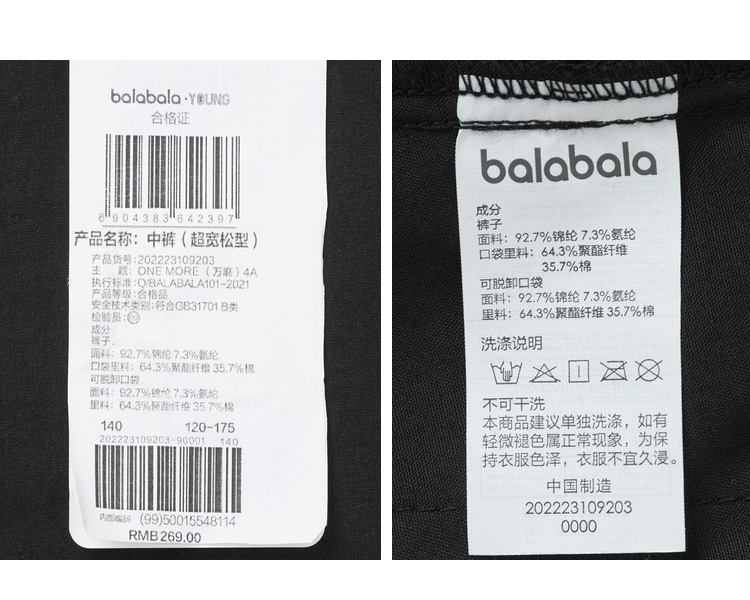 balabala·YOUNG
合格证
6 904383 642397
产品名称：中裤（超宽松型）
产品货号:202223109203
主 题：ONE MORE（万磨）4A
执行标准:Q/BALABALA101-2021
产品等级:合格品
安全技术类别:符合GB31701 B类
检验员:
成分
裤子:
面料：92.7%锦纶 7.3%氨纶
口袋里料：64.3%聚酯纤维 35.7%棉
可脱卸口袋
面料：92.7%锦纶 7.3%氨纶
里料：64.3%聚酯纤维 35.7%棉
140 120-175
202223109203-90001 140
内部编码 (99)50015548114
RMB 269.00
balabala
成分
裤子
面料：92.7%锦纶 7.3%氨纶
口袋里料：64.3%聚酯纤维
35.7%棉
可脱卸口袋
面料：92.7%锦纶 7.3%氨纶
里料：64.3%聚酯纤维 35.7%棉
洗涤说明
不可干洗
本商品建议单独洗涤，如有
轻微褪色属正常现象，为保
持衣服色泽，衣服不宜久浸。
中国制造
202223109203
0000